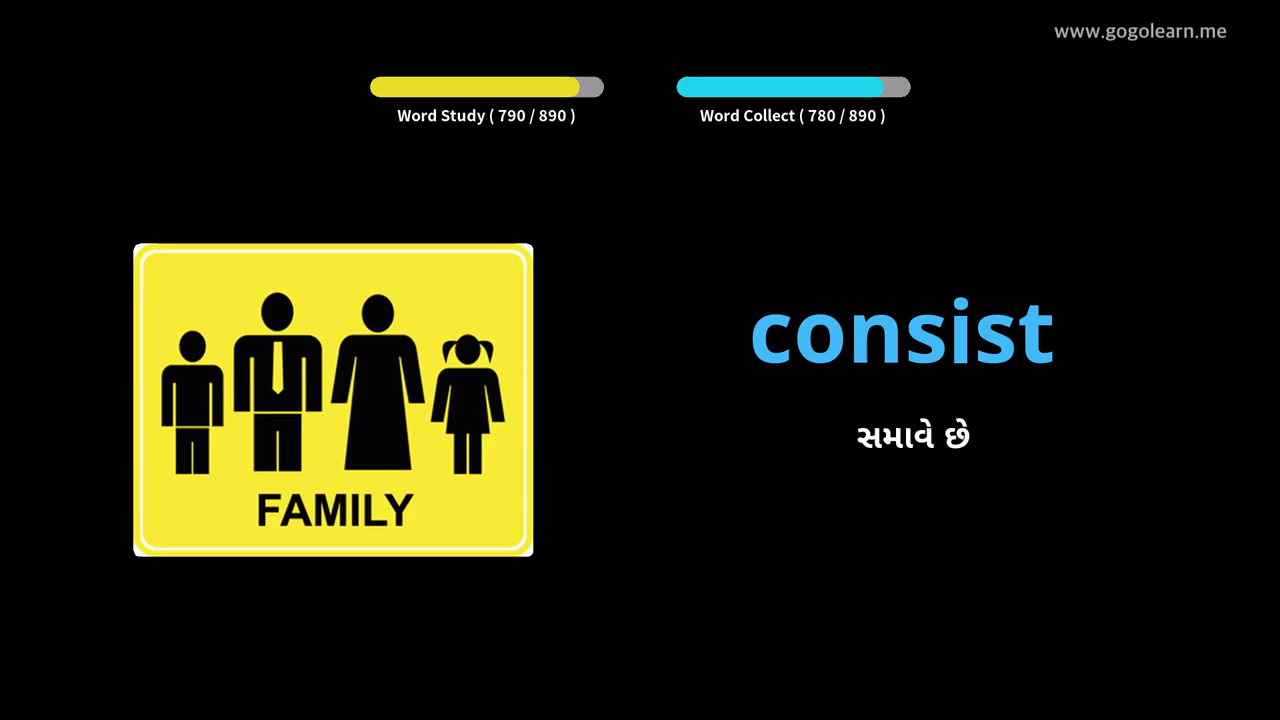 www.gogolearn.me
Word Study ( 790 / 890 )
Word Collect ( 780 / 890 )
consist
સમાવે છે
FAMILY